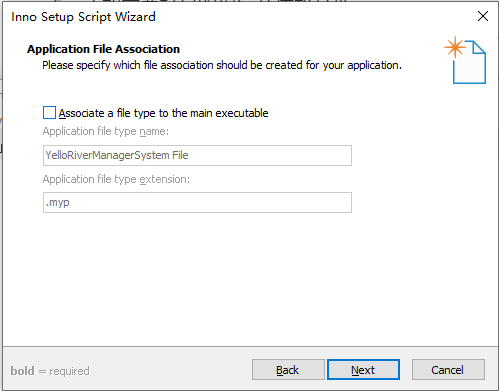 Inno Setup Script Wizard
Application File Association
Please specify which file association should be created for your application.
Associate a file type to the main executable
Application file type name:
YelloRiverManagerSystem File
Application file type extension:
.myp
bold = required
Back
Next
Cancel